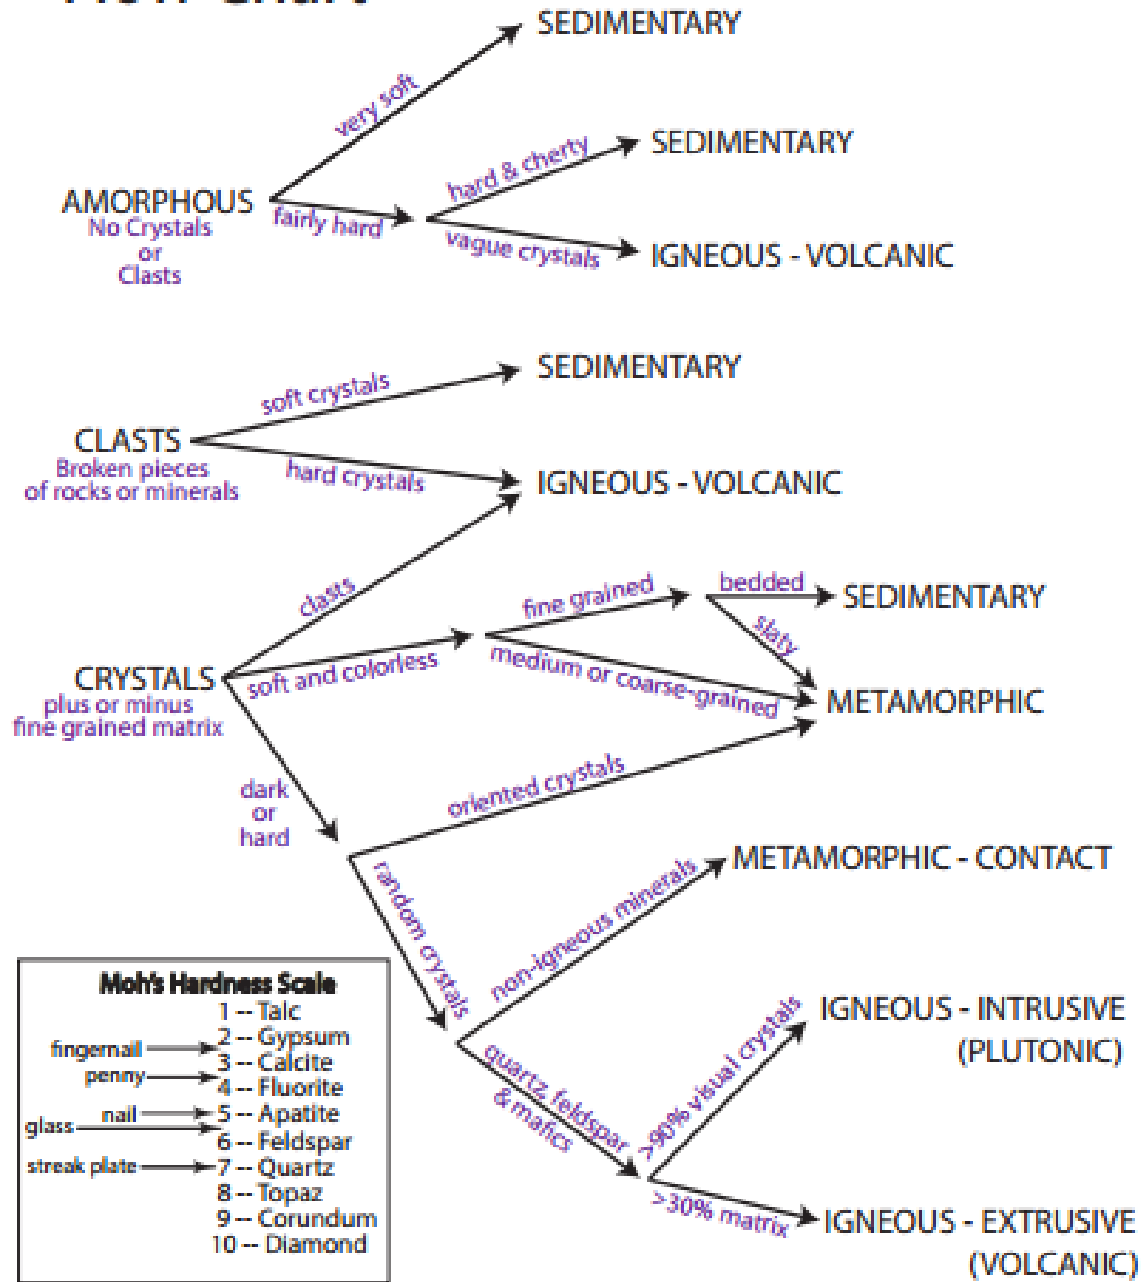 SEDIMENTARY
very soft
SEDIMENTARY
hard & cherty
AMORPHOUS
No Crystals
or
Clasts
fairly hard
vague crystals
IGNEOUS - VOLCANIC
SEDIMENTARY
soft crystals
CLASTS
Broken pieces
of rocks or minerals
hard crystals
IGNEOUS - VOLCANIC
clasts
fine grained
bedded
SEDIMENTARY
slaty
CRYSTALS
plus or minus
fine grained matrix
soft and colorless
medium or coarse-grained
METAMORPHIC
dark
or
hard
oriented crystals
random crystals
non-igneous minerals
METAMORPHIC - CONTACT
quartz, feldspar
& mafics
>90% visual crystals
IGNEOUS - INTRUSIVE
(PLUTONIC)
>30% matrix
IGNEOUS - EXTRUSIVE
(VOLCANIC)
Moh's Hardness Scale
1 -- Talc
2 -- Gypsum
fingernail
3 -- Calcite
penny
4 -- Fluorite
nail
5 -- Apatite
glass
6 -- Feldspar
streak plate
7 -- Quartz
8 -- Topaz
9 -- Corundum
10 -- Diamond